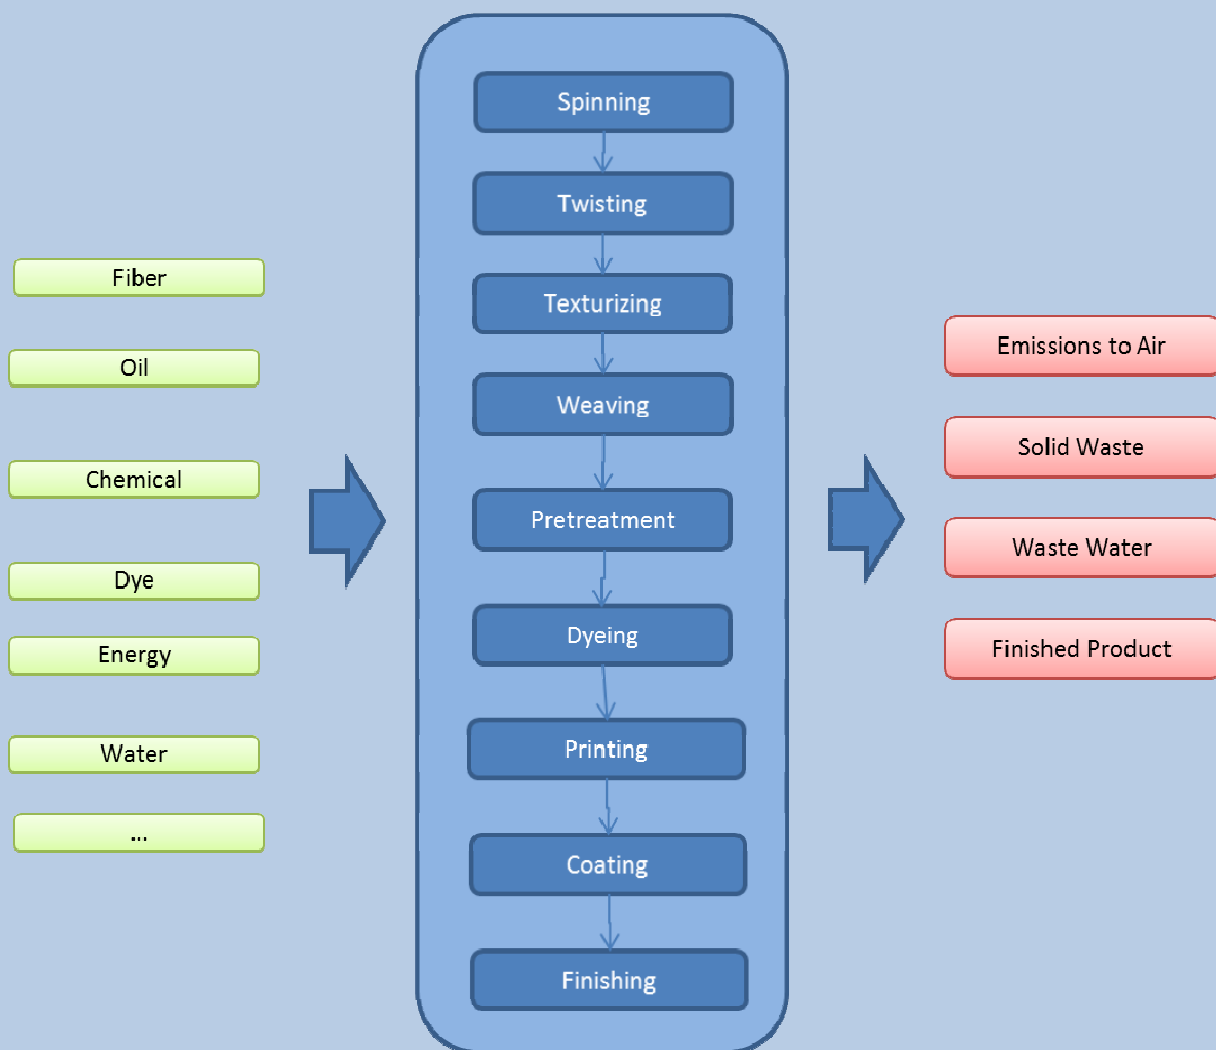 Fiber
Oil
Chemical
Dye
Energy
Water
...
Spinning
Twisting
Texturizing
Weaving
Pretreatment
Dyeing
Printing
Coating
Finishing
Emissions to Air
Solid Waste
Waste Water
Finished Product